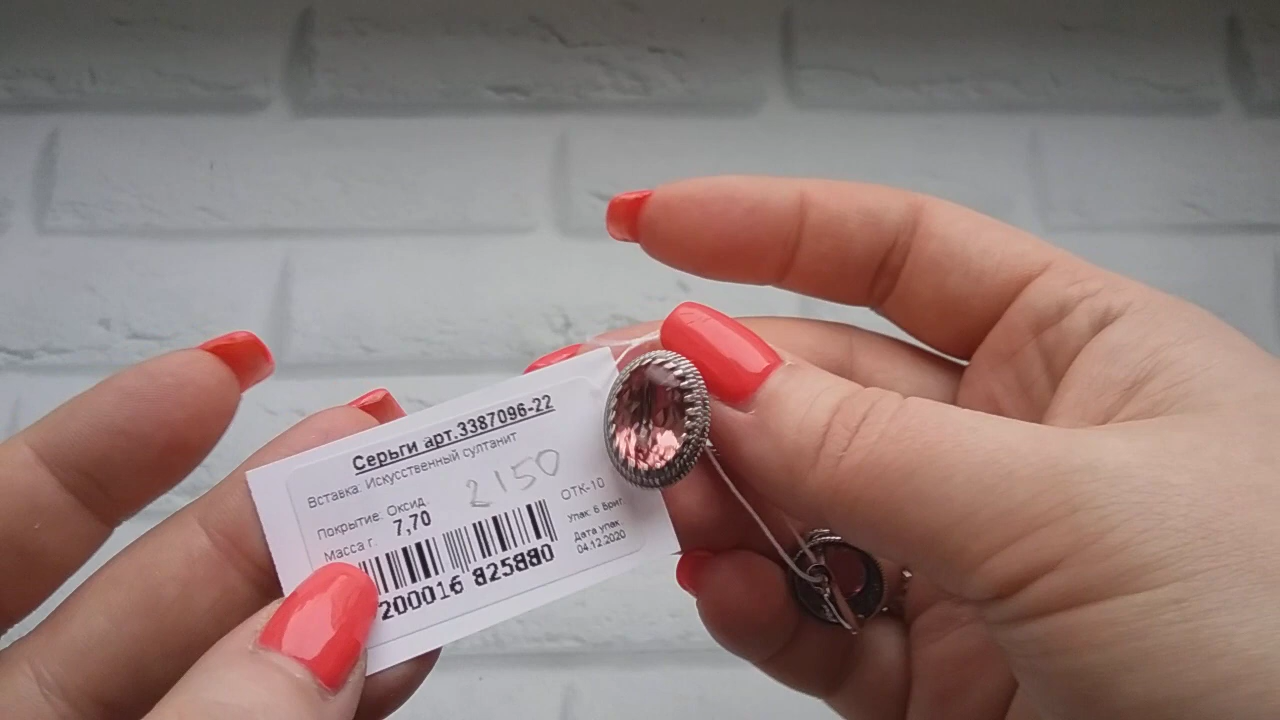 Серьги арт.3387096-22
Вставка: Искусственный султанит
2150
Покрытие: Оксид.
ОТК-10
Масса г. 7,70
Упак. 6 бриг.
Дата упак.
04.12.2020
200016 825880